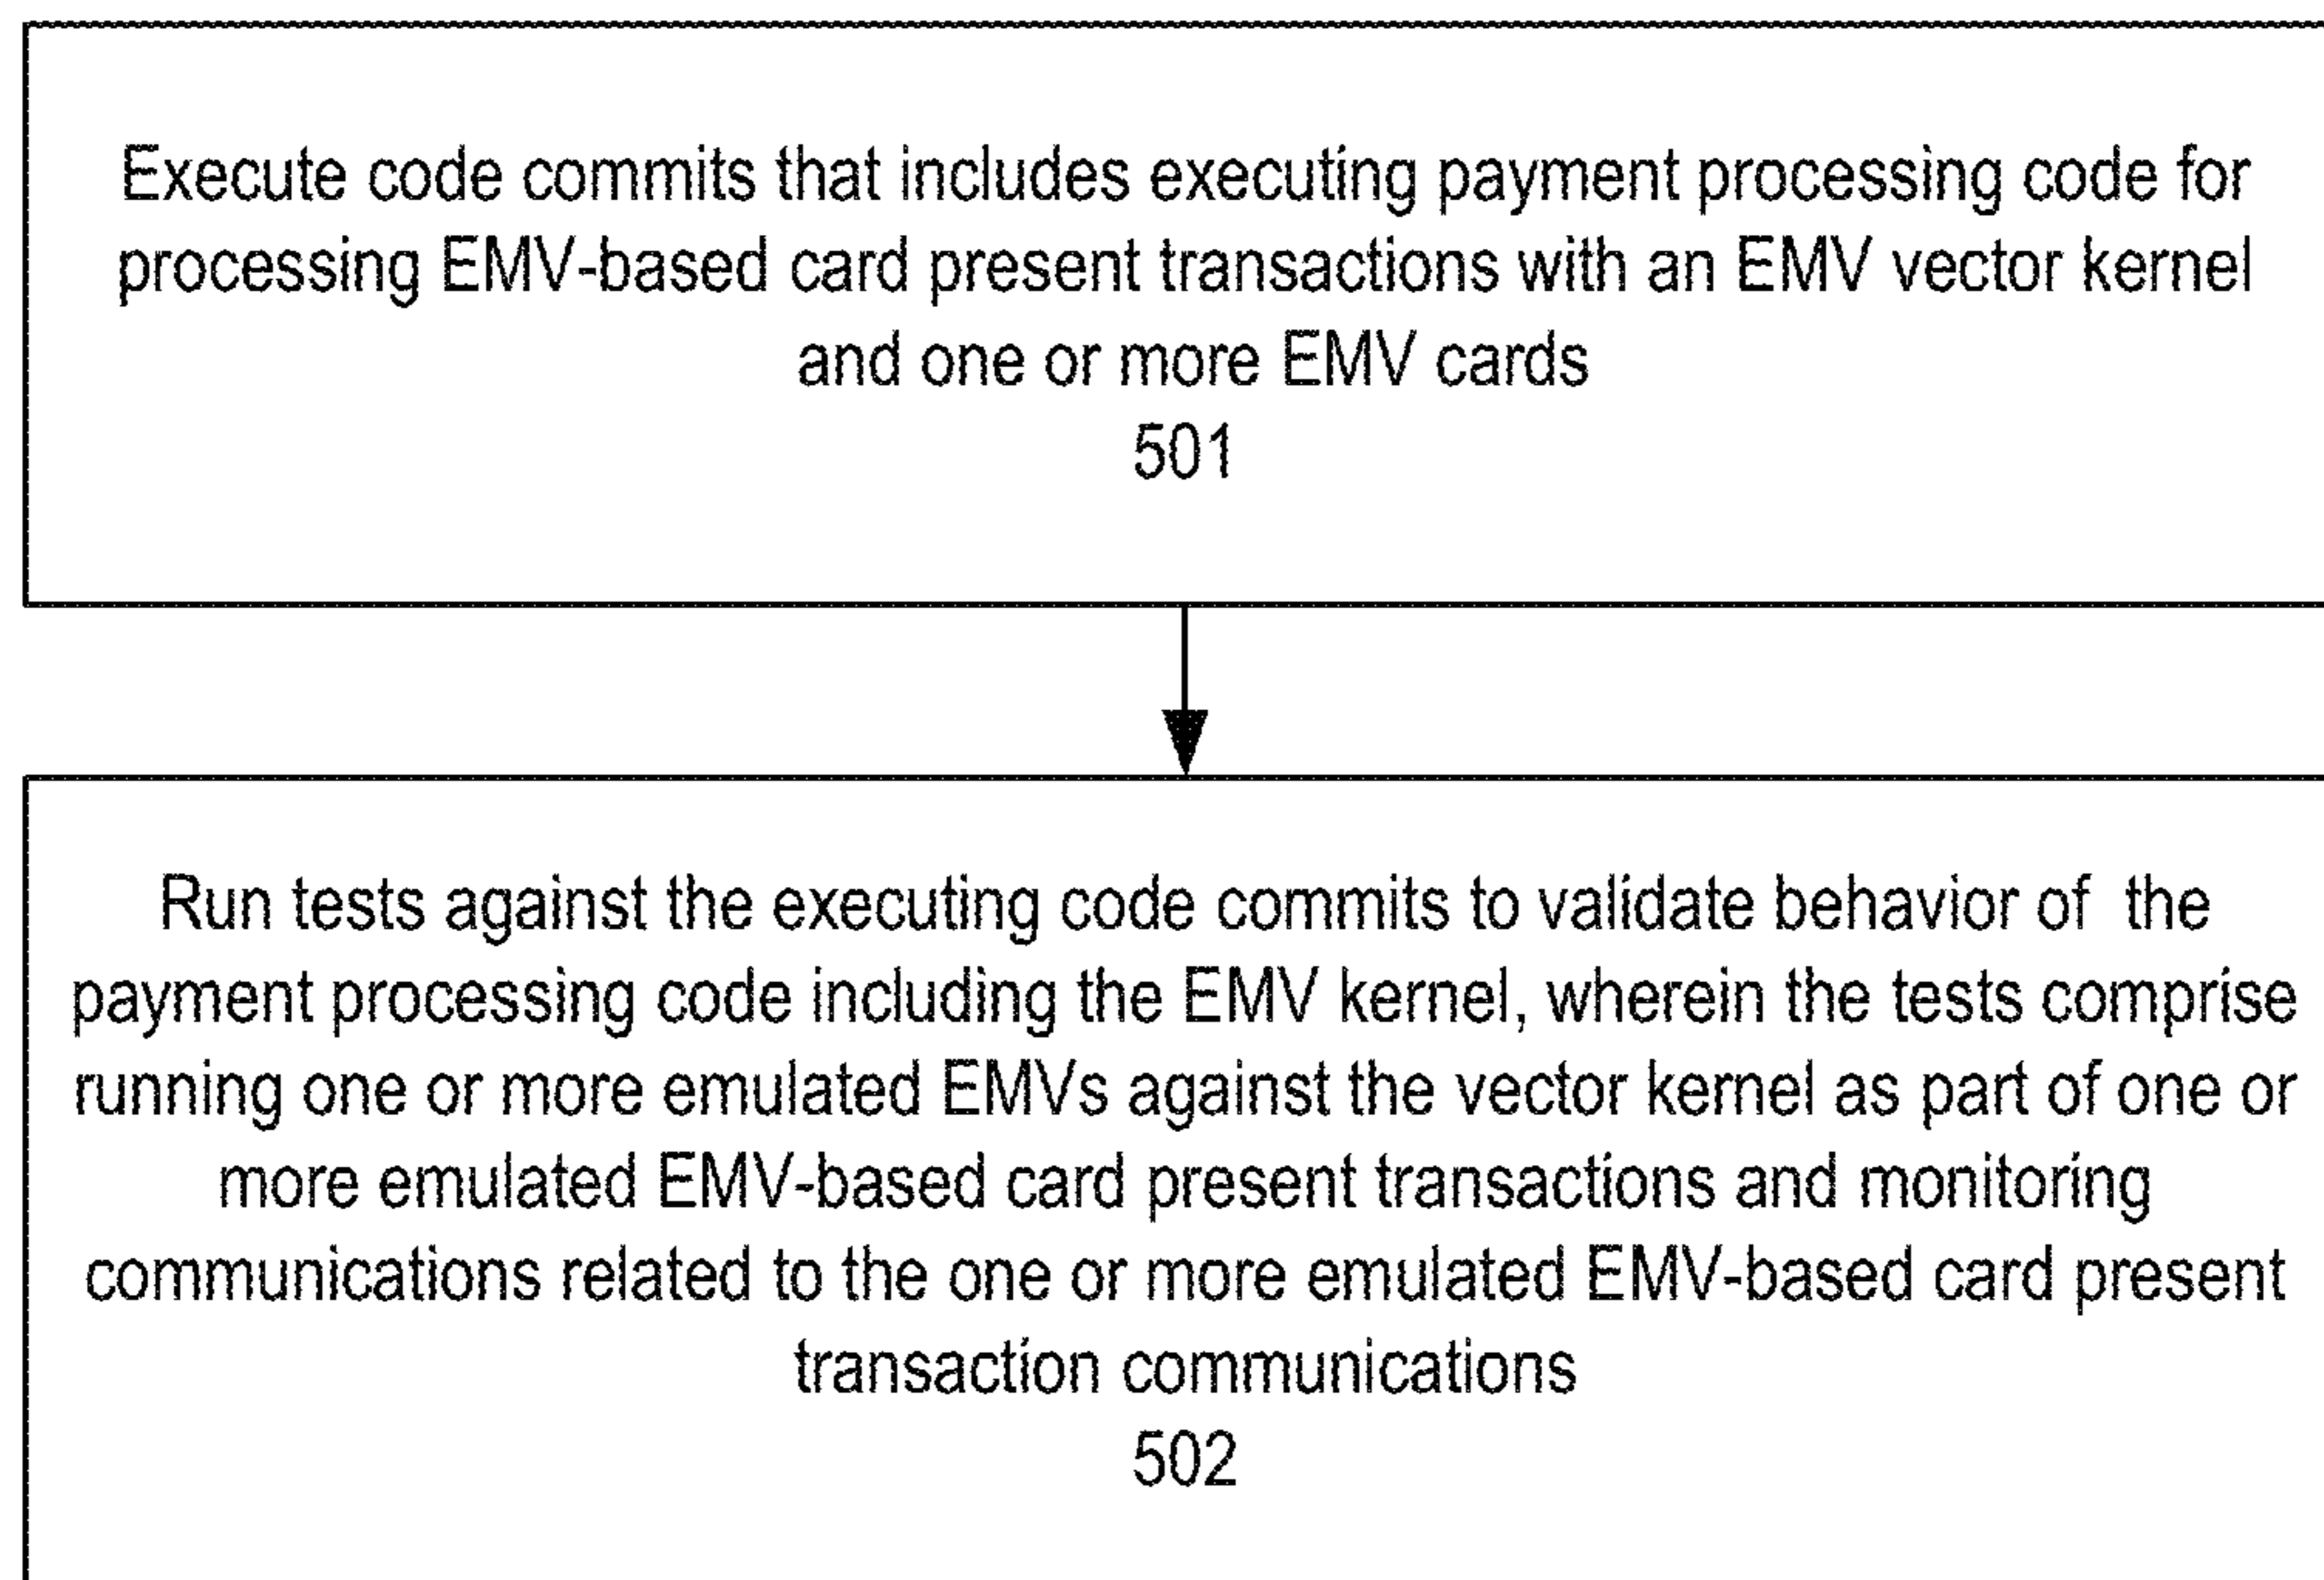 Execute code commits that includes executing payment processing code for
processing EMV-based card present transactions with an EMV vector kernel
and one or more EMV cards
501
Run tests against the executing code commits to validate behavior of the
payment processing code including the EMV kernel, wherein the tests comprise
running one or more emulated EMVs against the vector kernel as part of one or
more emulated EMV-based card present transactions and monitoring
communications related to the one or more emulated EMV-based card present
transaction communications
502